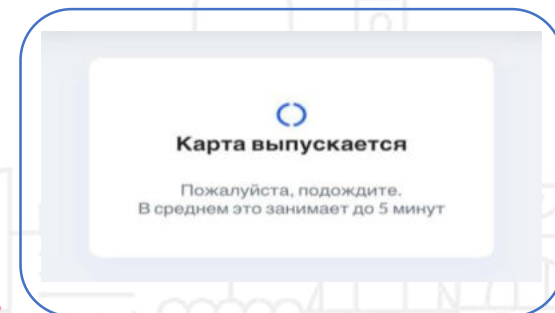 Карта выпускается
Пожалуйста, подождите.
В среднем это занимает до 5 минут